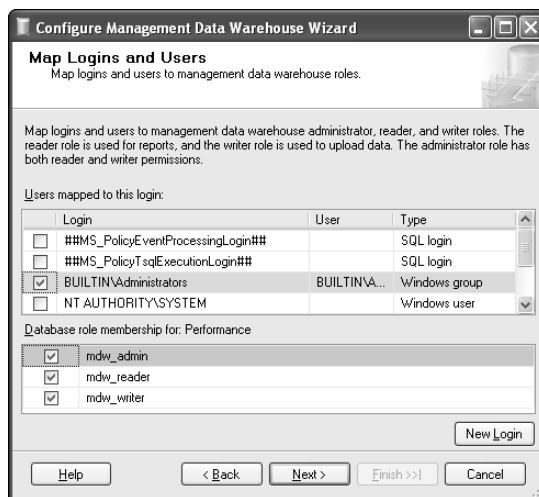 Configure Management Data Warehouse Wizard
Map Logins and Users
Map logins and users to management data warehouse roles.
Map logins and users to management data warehouse administrator, reader, and writer roles. The
reader role is used for reports, and the writer role is used to upload data. The administrator role has
both reader and writer permissions.
Users mapped to this login:
Login User Type
##MS_PolicyEventProcessingLogin## SQL login
##MS_PolicyTsqlExecutionLogin## SQL login
BUILTIN\Administrators BUILTIN\A... Windows group
NT AUTHORITY\SYSTEM Windows user
Database role membership for: Performance
mdw_admin
mdw_reader
mdw_writer
New Login
Help < Back Next > Finish >>| Cancel